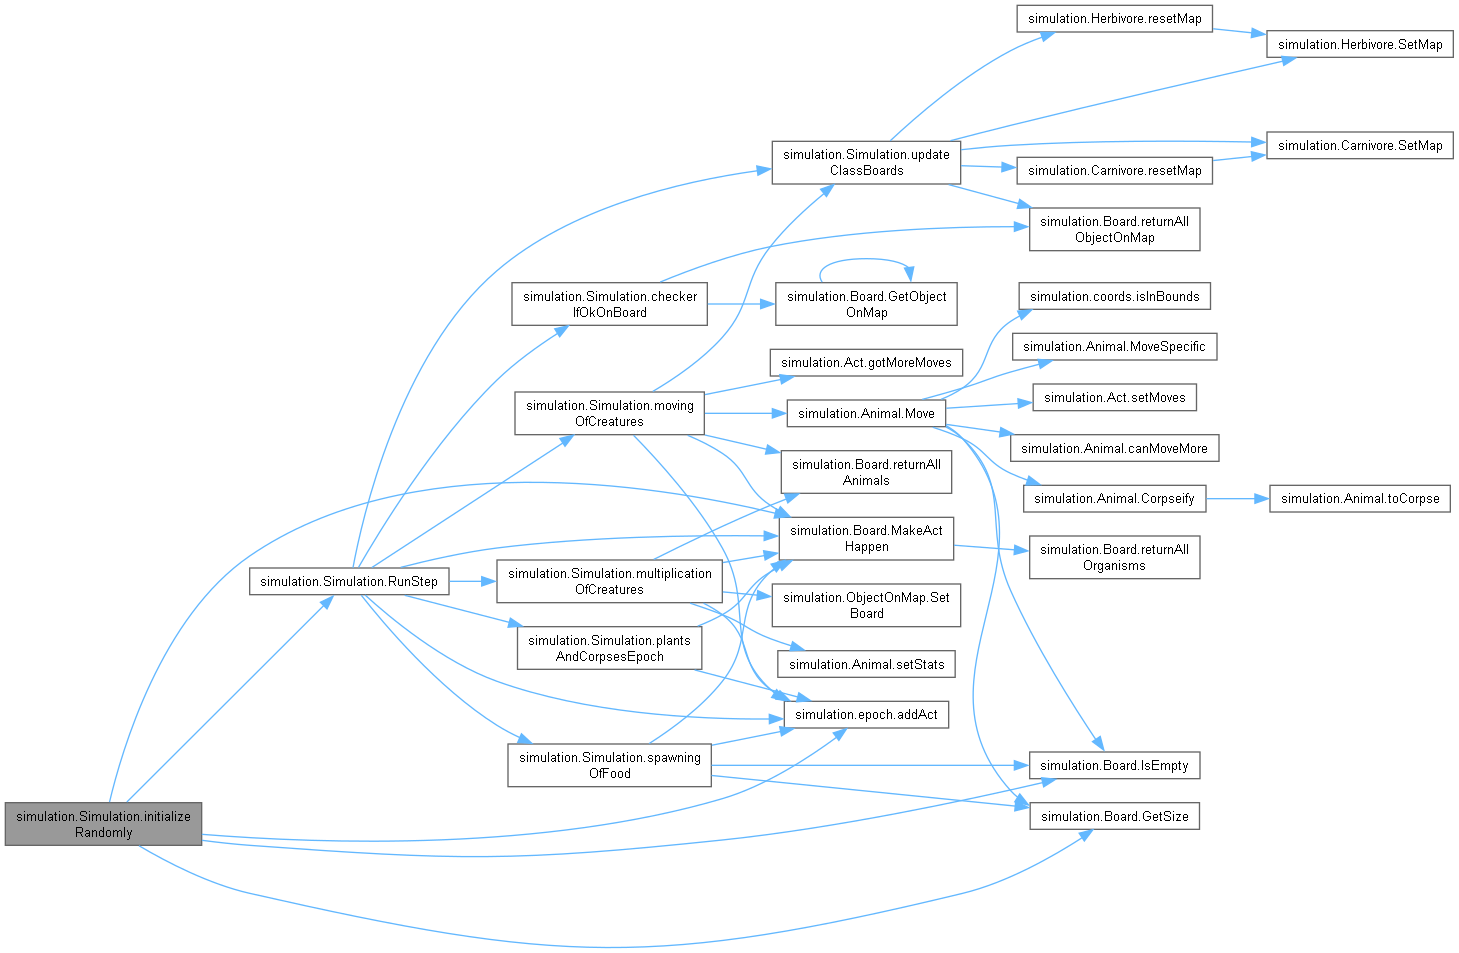 simulation.Herbivore.resetMap
simulation.Herbivore.SetMap
simulation.Carnivore.SetMap
simulation.Simulation.update
ClassBoards
simulation.Carnivore.resetMap
simulation.Board.returnAll
ObjectOnMap
simulation.Simulation.checker
IfOkOnBoard
simulation.Board.GetObject
OnMap
simulation.coords.isInBounds
simulation.Animal.MoveSpecific
simulation.Act.gotMoreMoves
simulation.Simulation.moving
OfCreatures
simulation.Animal.Move
simulation.Act.setMoves
simulation.Animal.canMoveMore
simulation.Board.returnAll
Animals
simulation.Animal.Corpseify
simulation.Animal.toCorpse
simulation.Board.MakeAct
Happen
simulation.Board.returnAll
Organisms
simulation.Simulation.RunStep
simulation.Simulation.multiplication
OfCreatures
simulation.ObjectOnMap.Set
Board
simulation.Simulation.plants
AndCorpsesEpoch
simulation.Animal.setStats
simulation.epoch.addAct
simulation.Simulation.spawning
OfFood
simulation.Board.IsEmpty
simulation.Simulation.initialize
Randomly
simulation.Board.GetSize